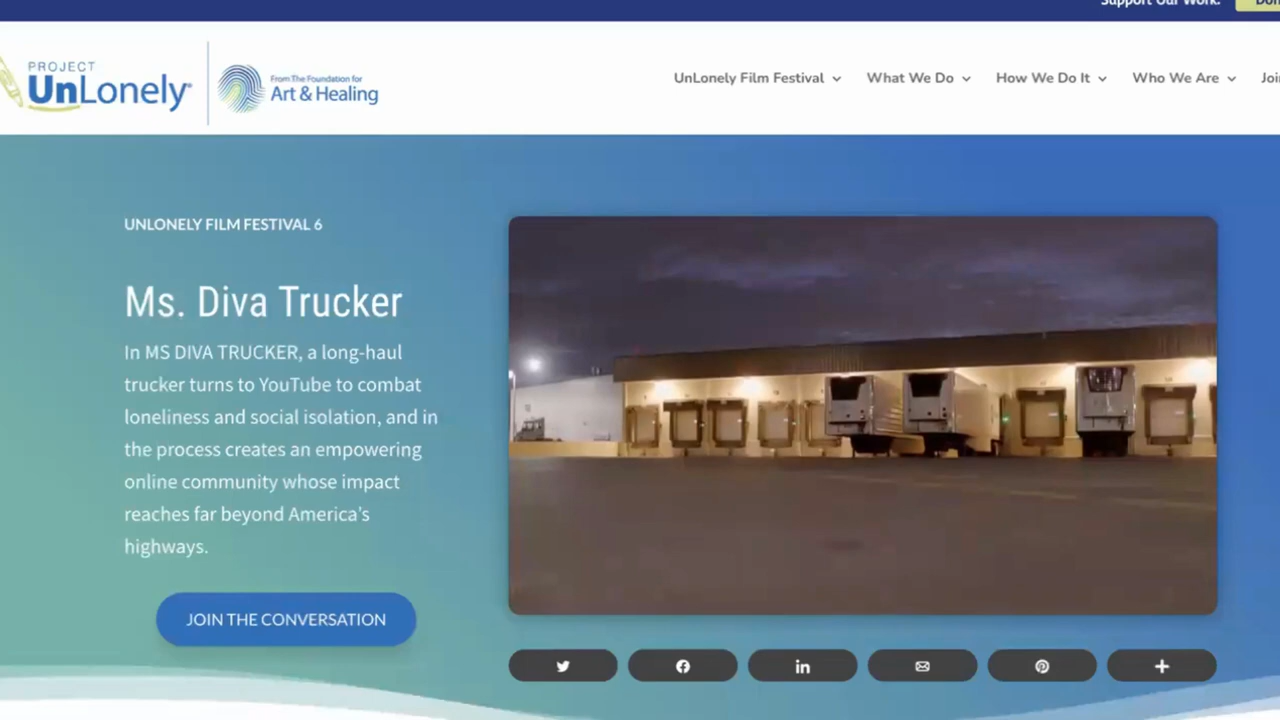 Support Our Work.
PROJECT
UnLonely®
From The Foundation for
Art & Healing
UnLonely Film Festival
What We Do
How We Do It
Who We Are
UNLONELY FILM FESTIVAL 6
Ms. Diva Trucker
In MS DIVA TRUCKER, a long-haul
trucker turns to YouTube to combat
loneliness and social isolation, and in
the process creates an empowering
online community whose impact
reaches far beyond America's
highways.
JOIN THE CONVERSATION